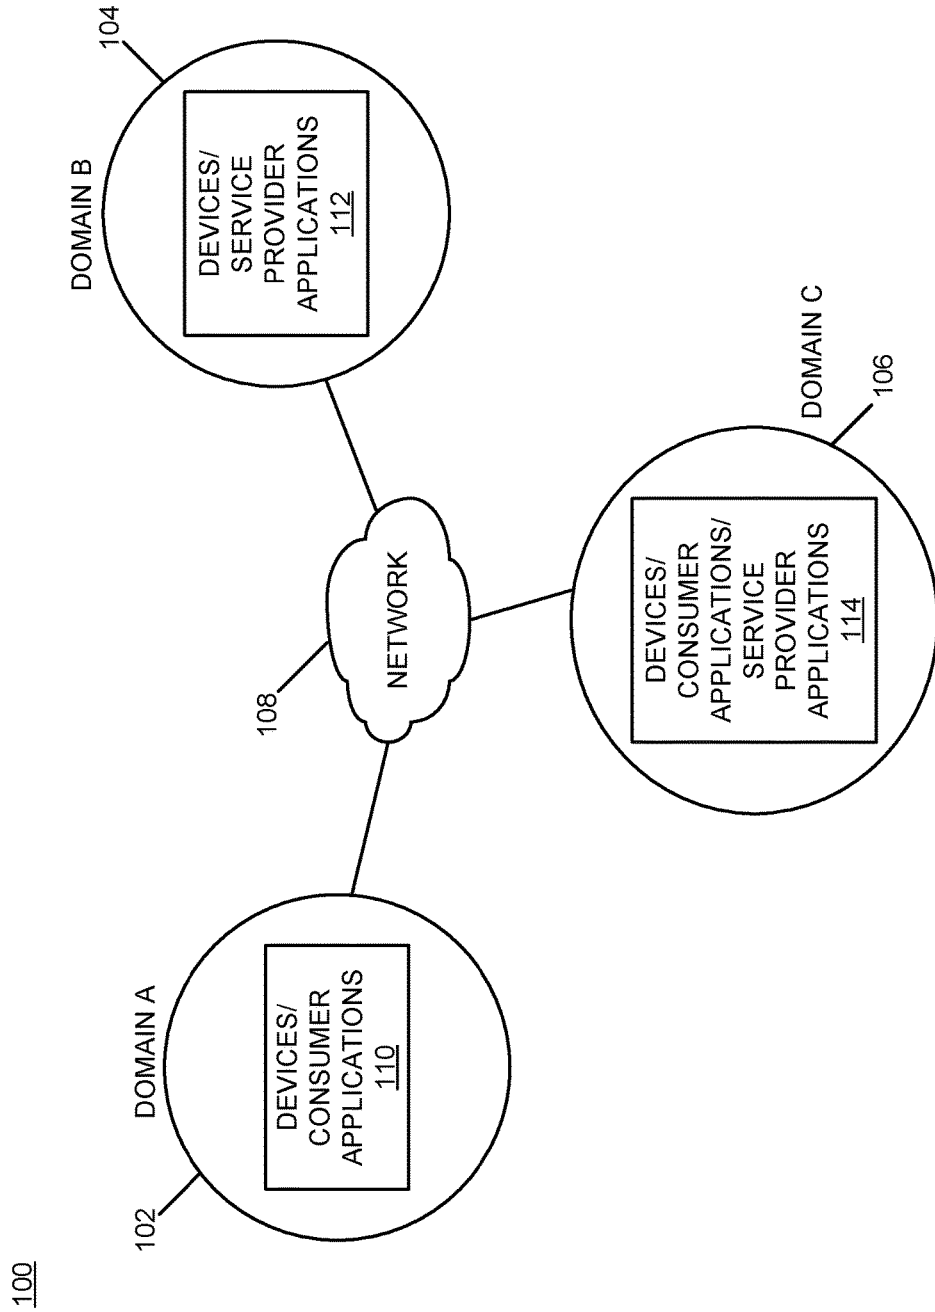 100
DOMAIN A
102
DEVICES/
CONSUMER
APPLICATIONS
110
108
NETWORK
DOMAIN B
104
DEVICES/
SERVICE
PROVIDER
APPLICATIONS
112
DEVICES/
CONSUMER
APPLICATIONS/
SERVICE
PROVIDER
APPLICATIONS
114
DOMAIN C
106